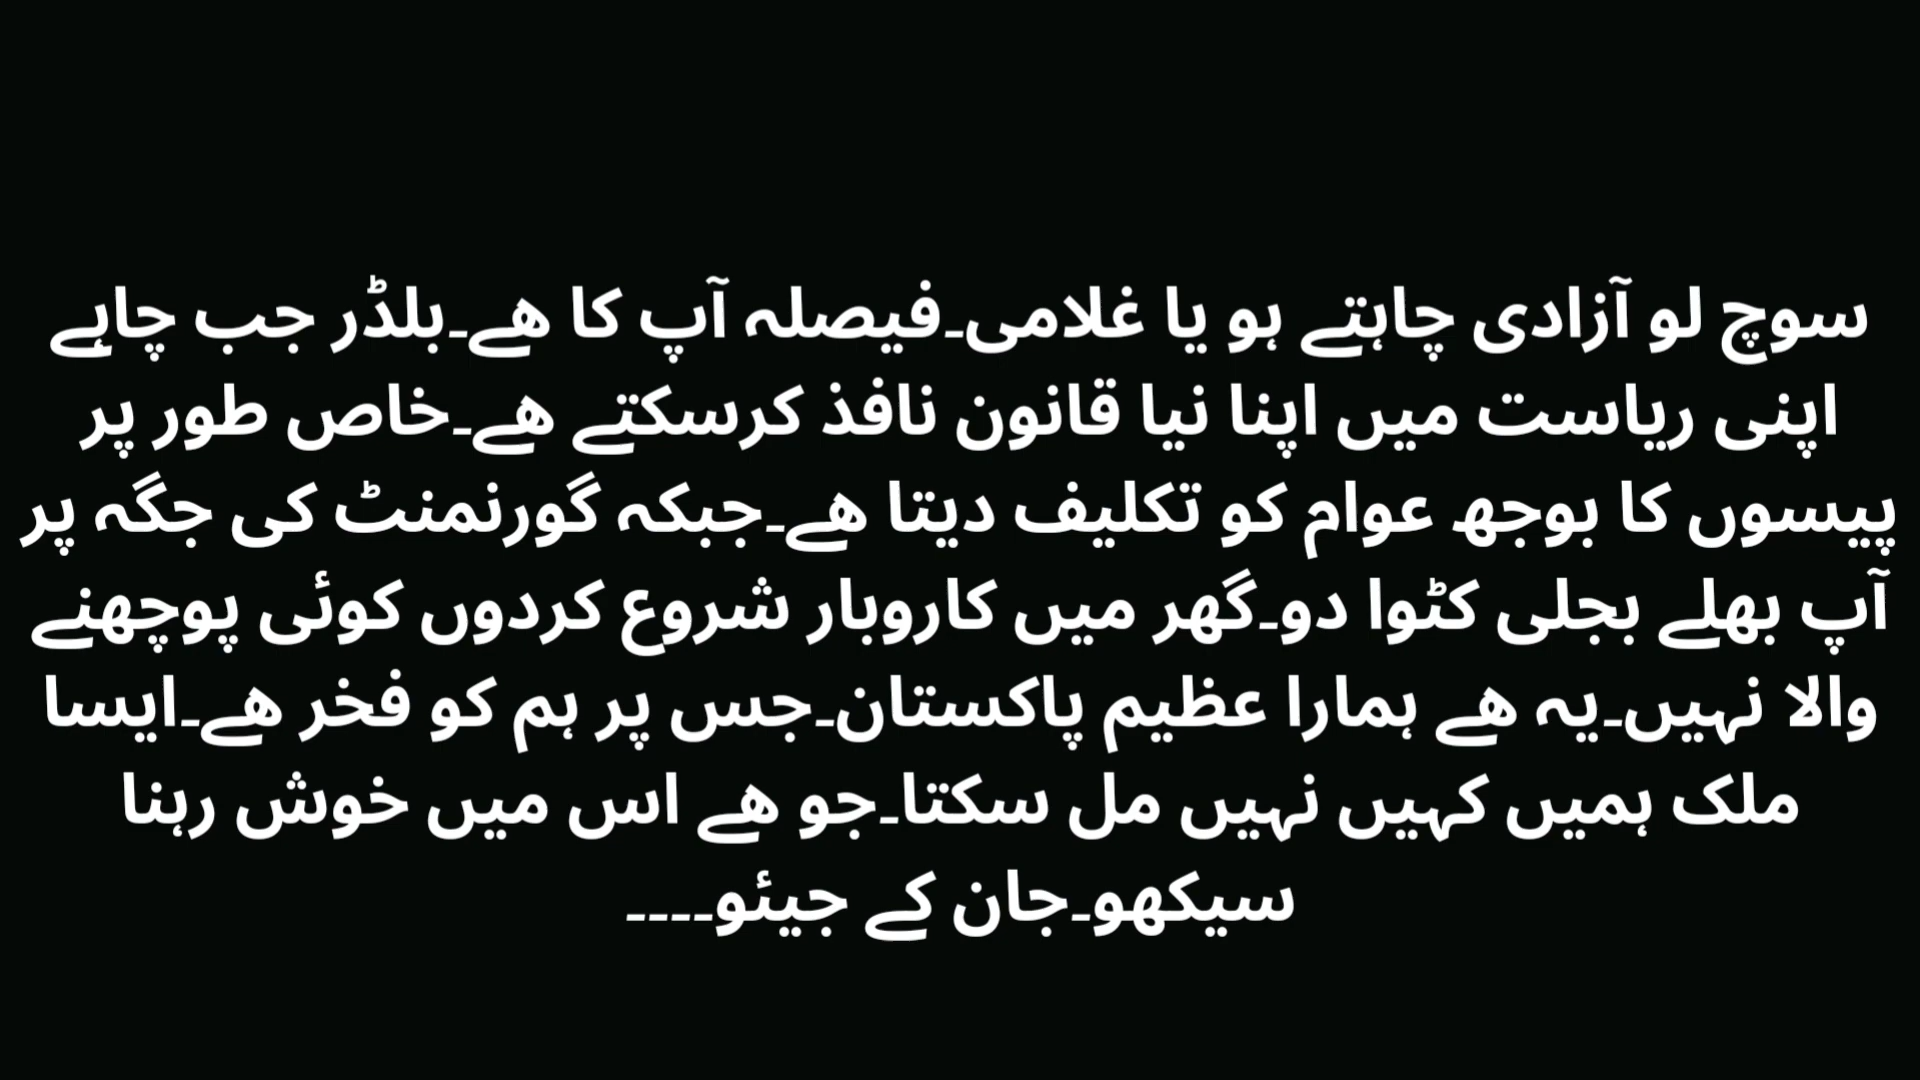 سوچ لو آزادی چاہتے ہو یا غلامی۔فیصلہ آپ کا ھے۔بلڈر جب چاہے
اپنی ریاست میں اپنا نیا قانون نافذ کرسکتے ھے۔خاص طور پر
پیسوں کا بوجھ عوام کو تکلیف دیتا ھے۔جبکہ گورنمنٹ کی جگہ پر
آپ بھلے بجلی کٹوا دو۔گھر میں کاروبار شروع کردوں کوئی پوچھنے
والا نہیں۔یہ ھے ہمارا عظیم پاکستان۔جس پر ہم کو فخر ھے۔ایسا
ملک ہمیں کہیں نہیں مل سکتا۔جو ھے اس میں خوش رہنا
سیکھو۔جان کے جیئو۔۔۔۔